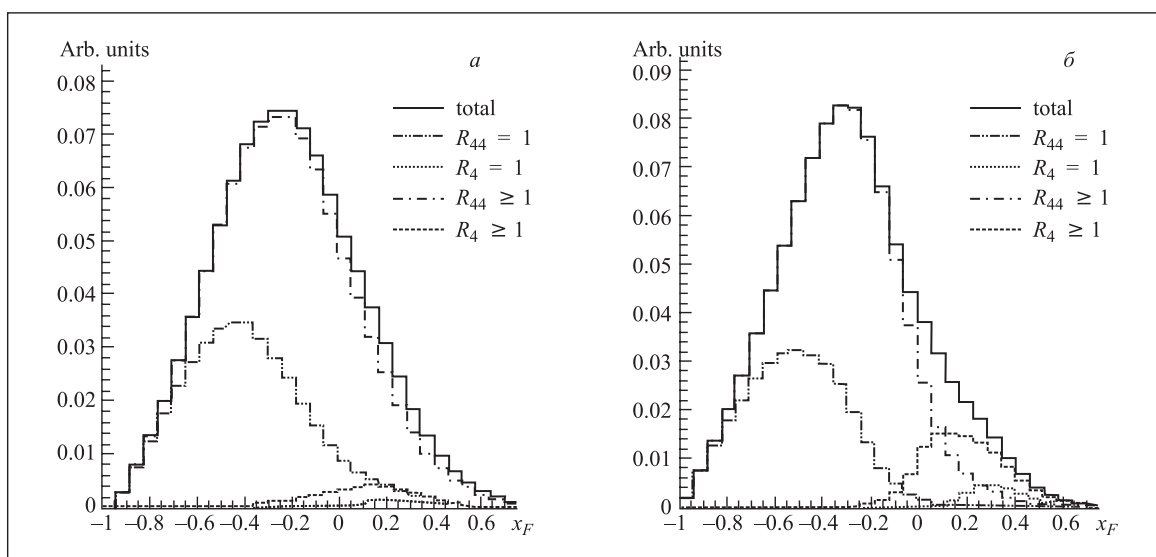 Arb. units
a
0.08
0.07
0.06
0.05
0.04
0.03
0.02
0.01
0
−1 −0.8 −0.6 −0.4 −0.2 0 0.2 0.4 0.6 x_F
total
R₄₄ = 1
R₄ = 1
R₄₄ ≥ 1
R₄ ≥ 1
Arb. units
б
0.09
0.08
0.07
0.06
0.05
0.04
0.03
0.02
0.01
0
−1 −0.8 −0.6 −0.4 −0.2 0 0.2 0.4 0.6 x_F
total
R₄₄ = 1
R₄ = 1
R₄₄ ≥ 1
R₄ ≥ 1